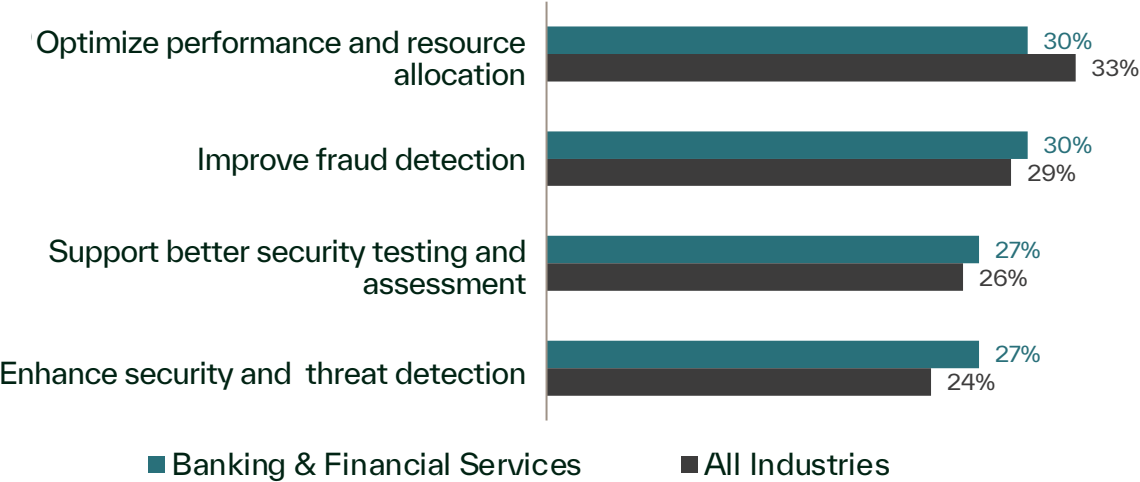 Optimize performance and resource
allocation
30%
33%
Improve fraud detection
30%
29%
Support better security testing and
assessment
27%
26%
Enhance security and threat detection
27%
24%
Banking & Financial Services
All Industries